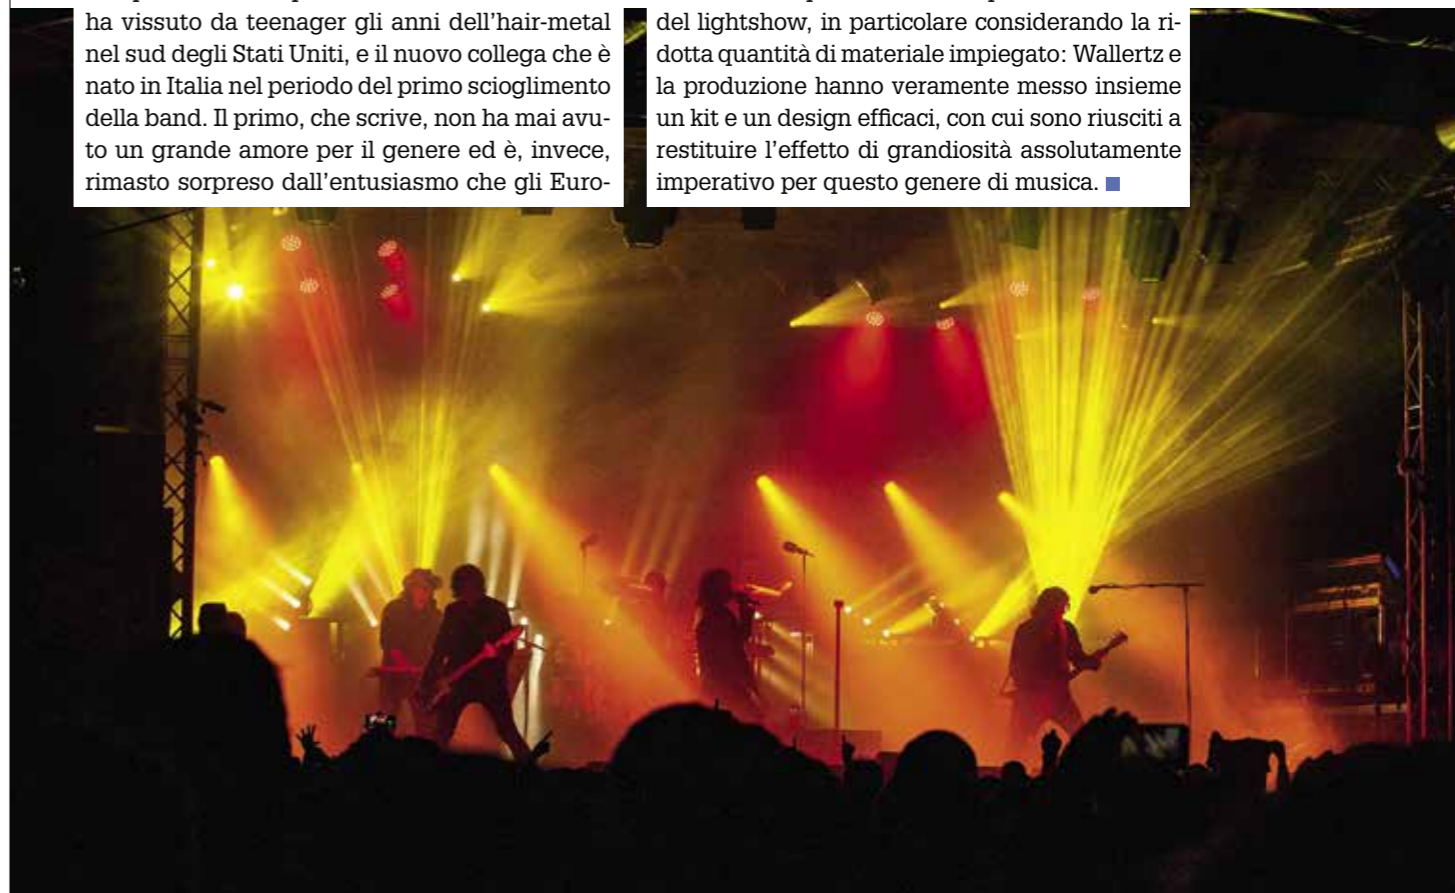 ha vissuto da teenager gli anni dell’hair-metal
nel sud degli Stati Uniti, e il nuovo collega che è
nato in Italia nel periodo del primo scioglimento
della band. Il primo, che scrive, non ha mai avu-
to un grande amore per il genere ed è, invece,
rimasto sorpreso dall’entusiasmo che gli Euro-
del lightshow, in particolare considerando la ri-
dotta quantità di materiale impiegato: Wallertz e
la produzione hanno veramente messo insieme
un kit e un design efficaci, con cui sono riusciti a
restituire l’effetto di grandiosità assolutamente
imperativo per questo genere di musica.